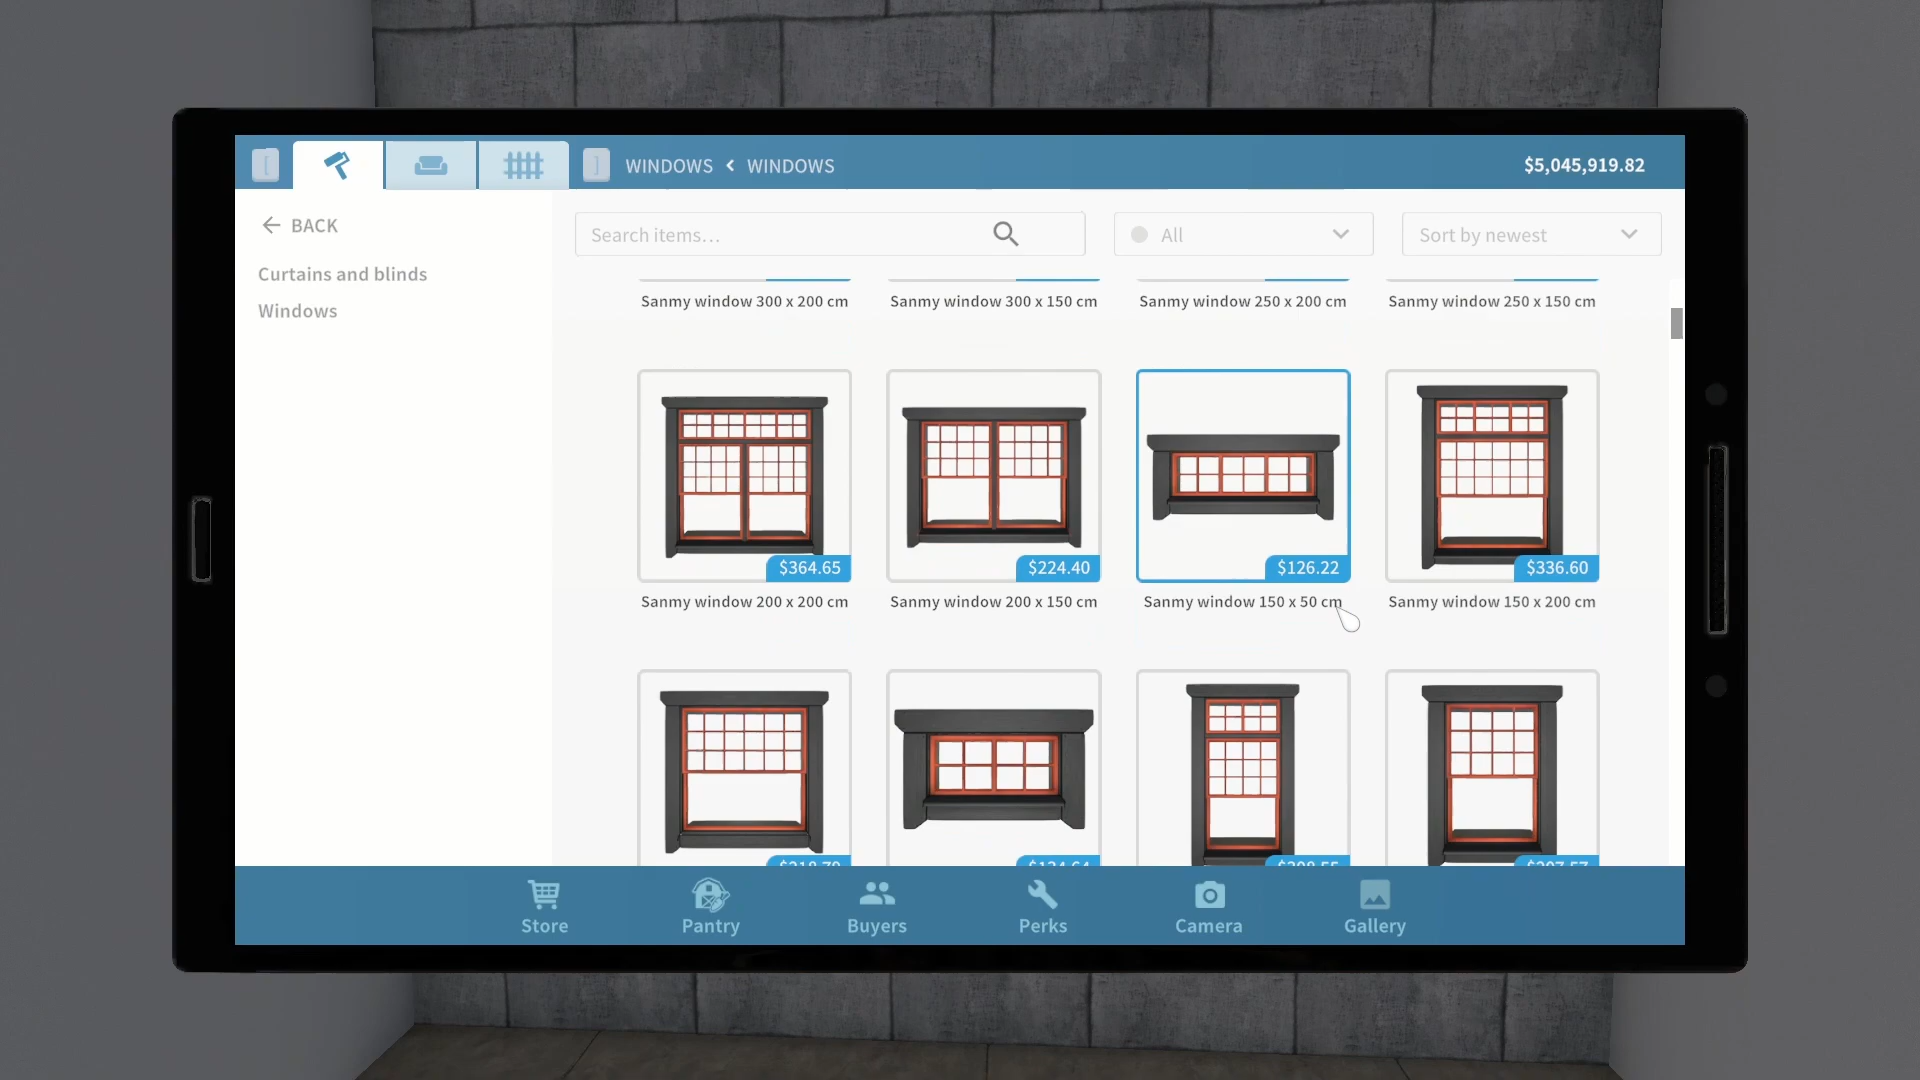 [
]
WINDOWS < WINDOWS
$5,045,919.82
BACK
Curtains and blinds
Windows
Search items...
All
Sort by newest
Sanmy window 300 x 200 cm
Sanmy window 300 x 150 cm
Sanmy window 250 x 200 cm
Sanmy window 250 x 150 cm
$364.65
$224.40
$126.22
$336.60
Sanmy window 200 x 200 cm
Sanmy window 200 x 150 cm
Sanmy window 150 x 50 cm
Sanmy window 150 x 200 cm
Store
Pantry
Buyers
Perks
Camera
Gallery